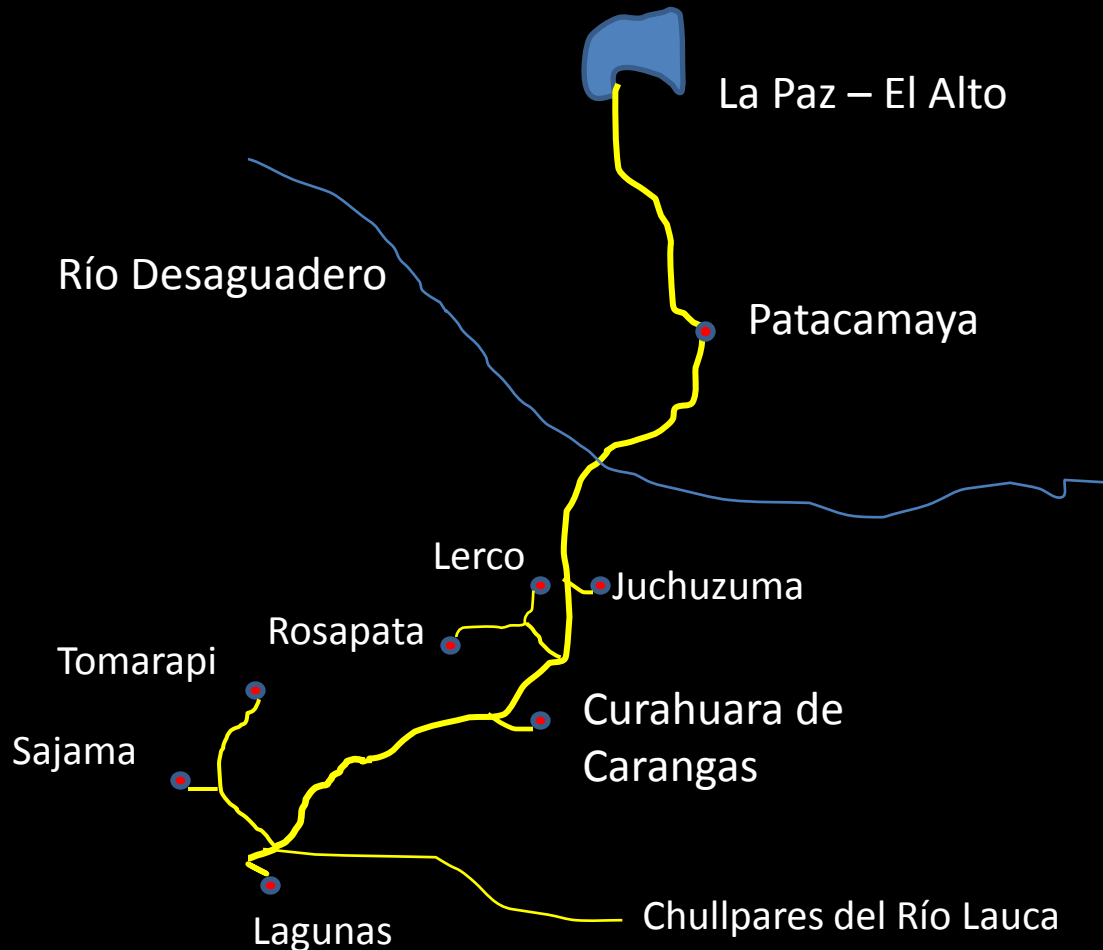 La Paz – El Alto
Río Desaguadero
Patacamaya
Lerco
Juchuzuma
Rosapata
Tomarapi
Curahuara de
Carangas
Sajama
Chullpares del Río Lauca
Lagunas